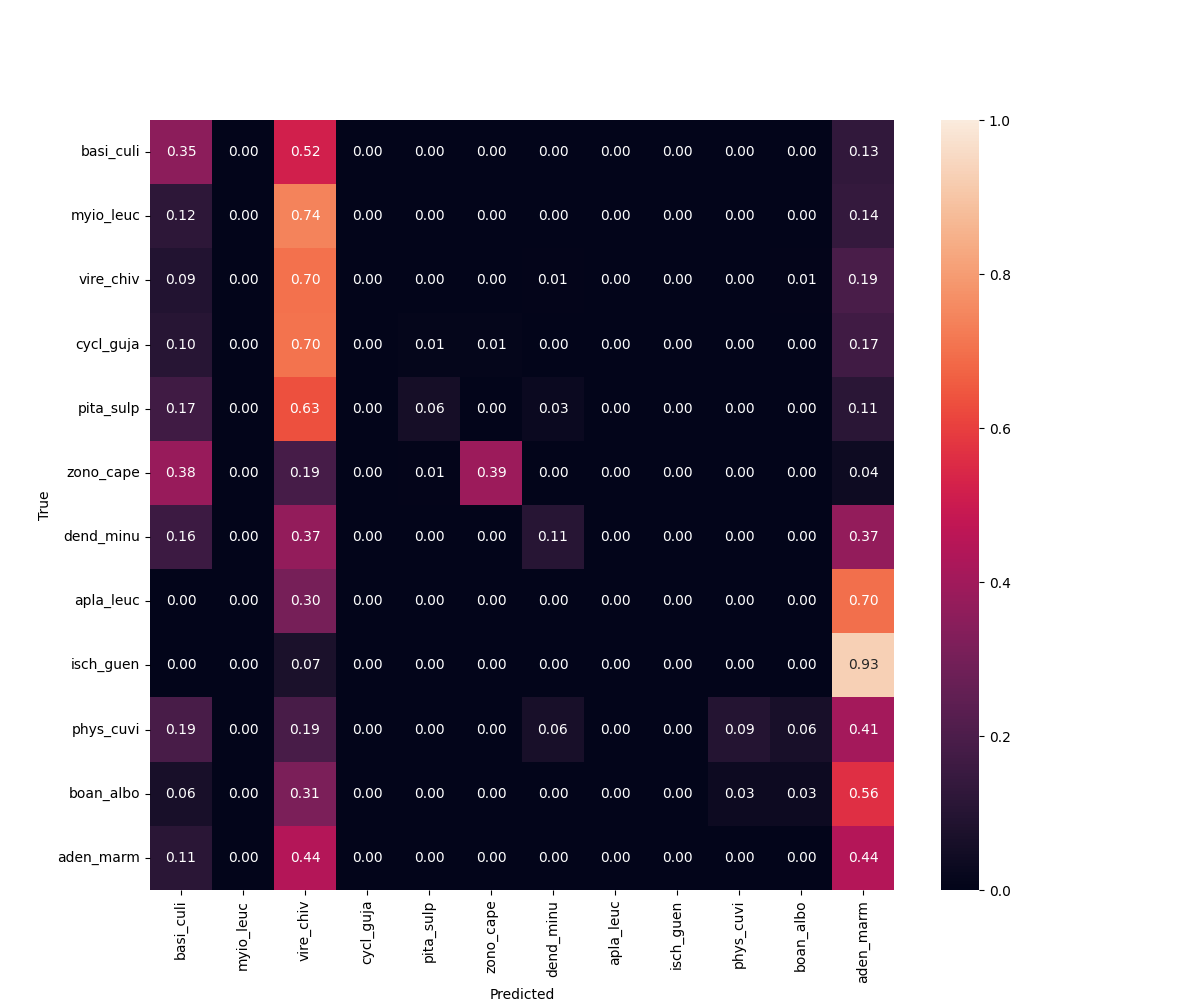 basi_culi 0.35 0.00 0.52 0.00 0.00 0.00 0.00 0.00 0.00 0.00 0.00 0.13
myio_leuc 0.12 0.00 0.74 0.00 0.00 0.00 0.00 0.00 0.00 0.00 0.00 0.14
vire_chiv 0.09 0.00 0.70 0.00 0.00 0.00 0.01 0.00 0.00 0.00 0.01 0.19
cycl_guja 0.10 0.00 0.70 0.00 0.01 0.01 0.00 0.00 0.00 0.00 0.00 0.17
pita_sulp 0.17 0.00 0.63 0.00 0.06 0.00 0.03 0.00 0.00 0.00 0.00 0.11
zono_cape 0.38 0.00 0.19 0.00 0.01 0.39 0.00 0.00 0.00 0.00 0.00 0.04
dend_minu 0.16 0.00 0.37 0.00 0.00 0.00 0.11 0.00 0.00 0.00 0.00 0.37
apla_leuc 0.00 0.00 0.30 0.00 0.00 0.00 0.00 0.00 0.00 0.00 0.00 0.70
isch_guen 0.00 0.00 0.07 0.00 0.00 0.00 0.00 0.00 0.00 0.00 0.00 0.93
phys_cuvi 0.19 0.00 0.19 0.00 0.00 0.00 0.06 0.00 0.00 0.09 0.06 0.41
boan_albo 0.06 0.00 0.31 0.00 0.00 0.00 0.00 0.00 0.00 0.03 0.03 0.56
aden_marm 0.11 0.00 0.44 0.00 0.00 0.00 0.00 0.00 0.00 0.00 0.00 0.44
True
basi_culi myio_leuc vire_chiv cycl_guja pita_sulp zono_cape dend_minu apla_leuc isch_guen phys_cuvi boan_albo aden_marm
Predicted
1.0
0.8
0.6
0.4
0.2
0.0